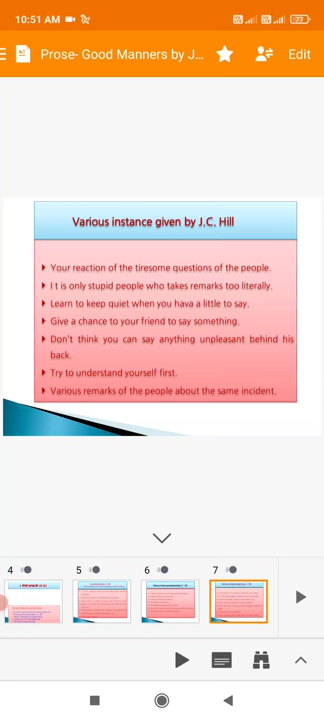 10:51 AM
77
Prose- Good Manners by J...
Edit
Various instance given by J.C. Hill
Your reaction of the tiresome questions of the people.
I t is only stupid people who takes remarks too literally.
Learn to keep quiet when you hava a little to say.
Give a chance to your friend to say something.
Don't think you can say anything unpleasant behind his
back.
Try to understand yourself first.
Various remarks of the people about the same incident.
4
5
6
7